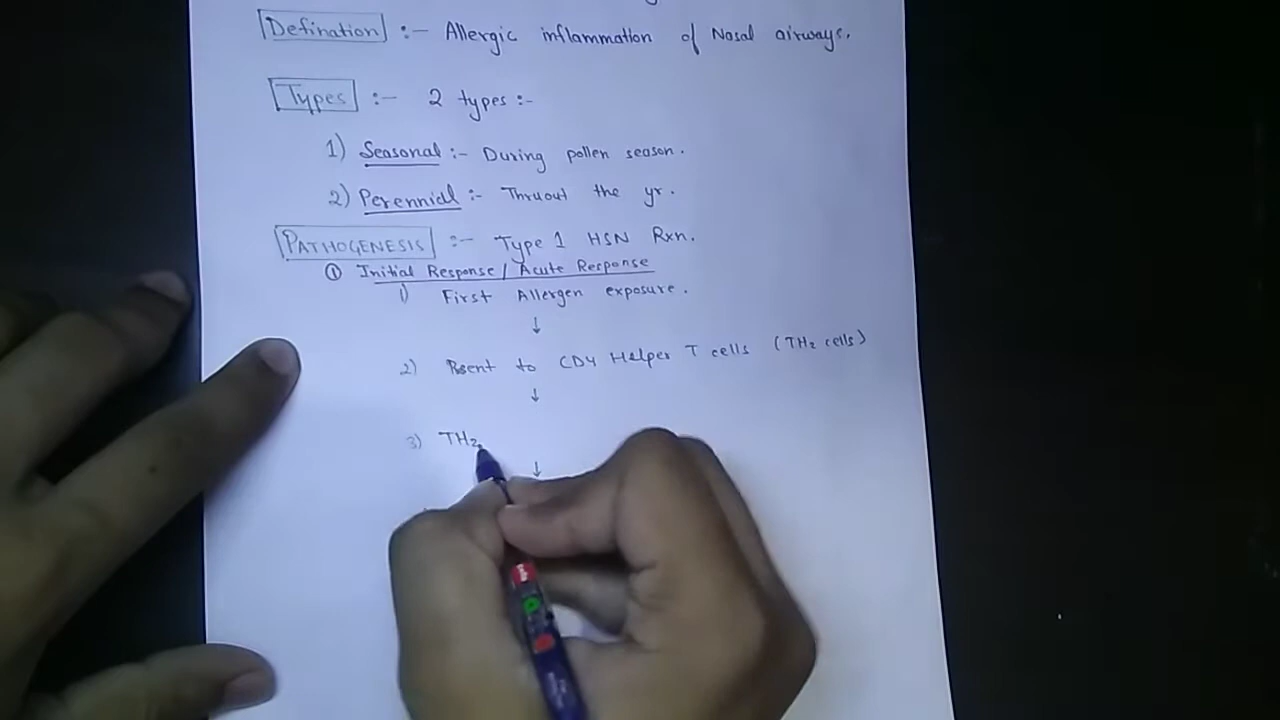 Defination :- Allergic inflammation of Nasal airways.
Types :- 2 types :-
1) Seasonal :- During pollen season.
2) Perennial :- Thruout the yr.
PATHOGENESIS :- Type 1 HSN Rxn.
① Initial Response / Acute Response
1) First Allergen exposure.
↓
2) Psent to CD4 Helper T cells (TH2 cells)
↓
3) TH2
↓